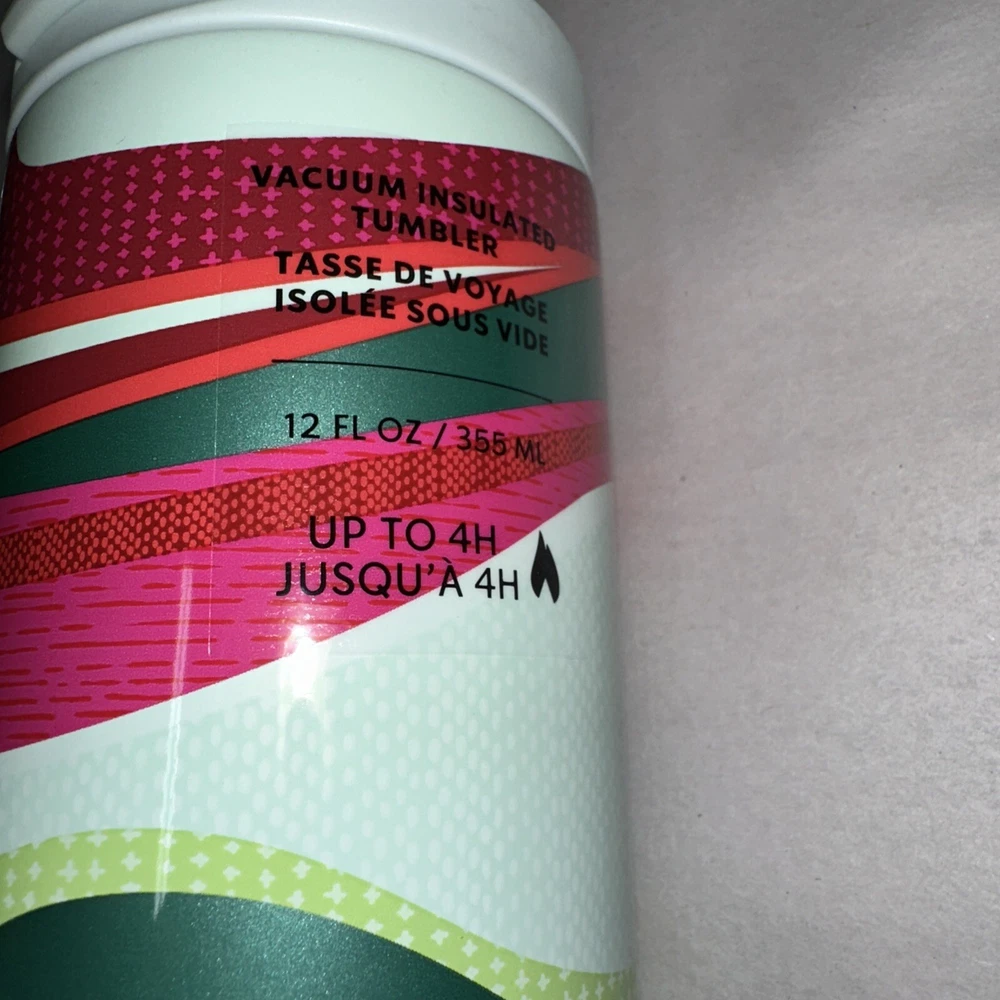 VACUUM INSULATED
TUMBLER
TASSE DE VOYAGE
ISOLÉE SOUS VIDE
12 FL OZ / 355 ML
UP TO 4H
JUSQU'À 4H